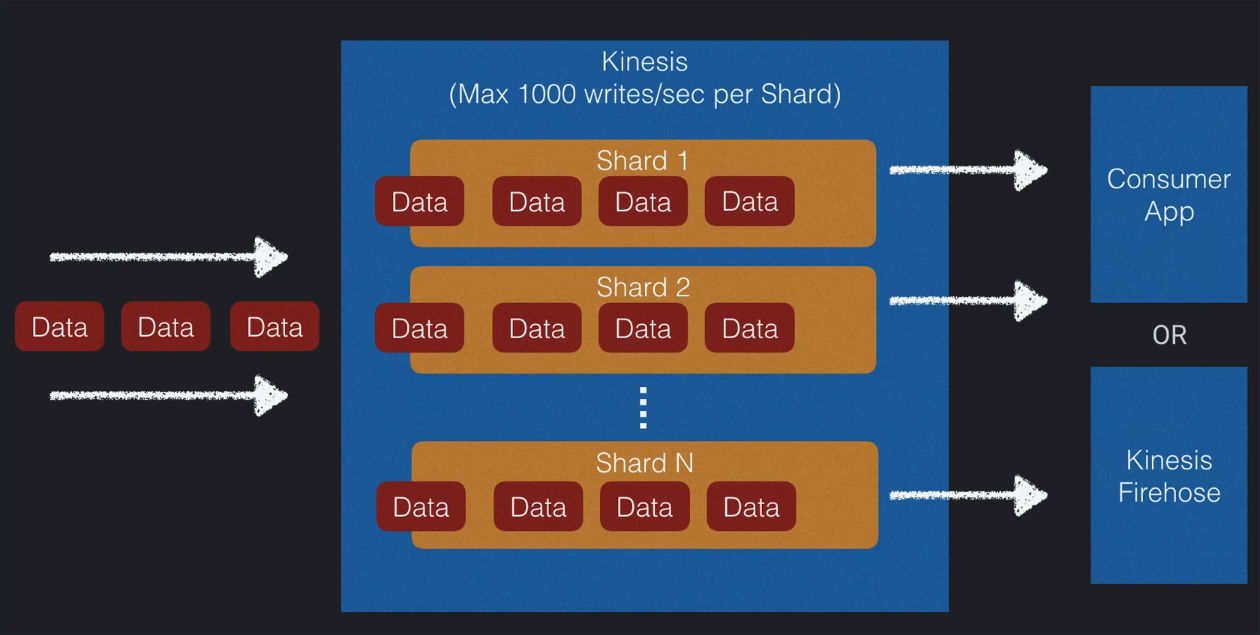 Kinesis
(Max 1000 writes/sec per Shard)
Shard 1
Data Data Data Data
Shard 2
Data Data Data Data
Data Data Data
Shard N
Data Data Data Data
Consumer
App
OR
Kinesis
Firehose